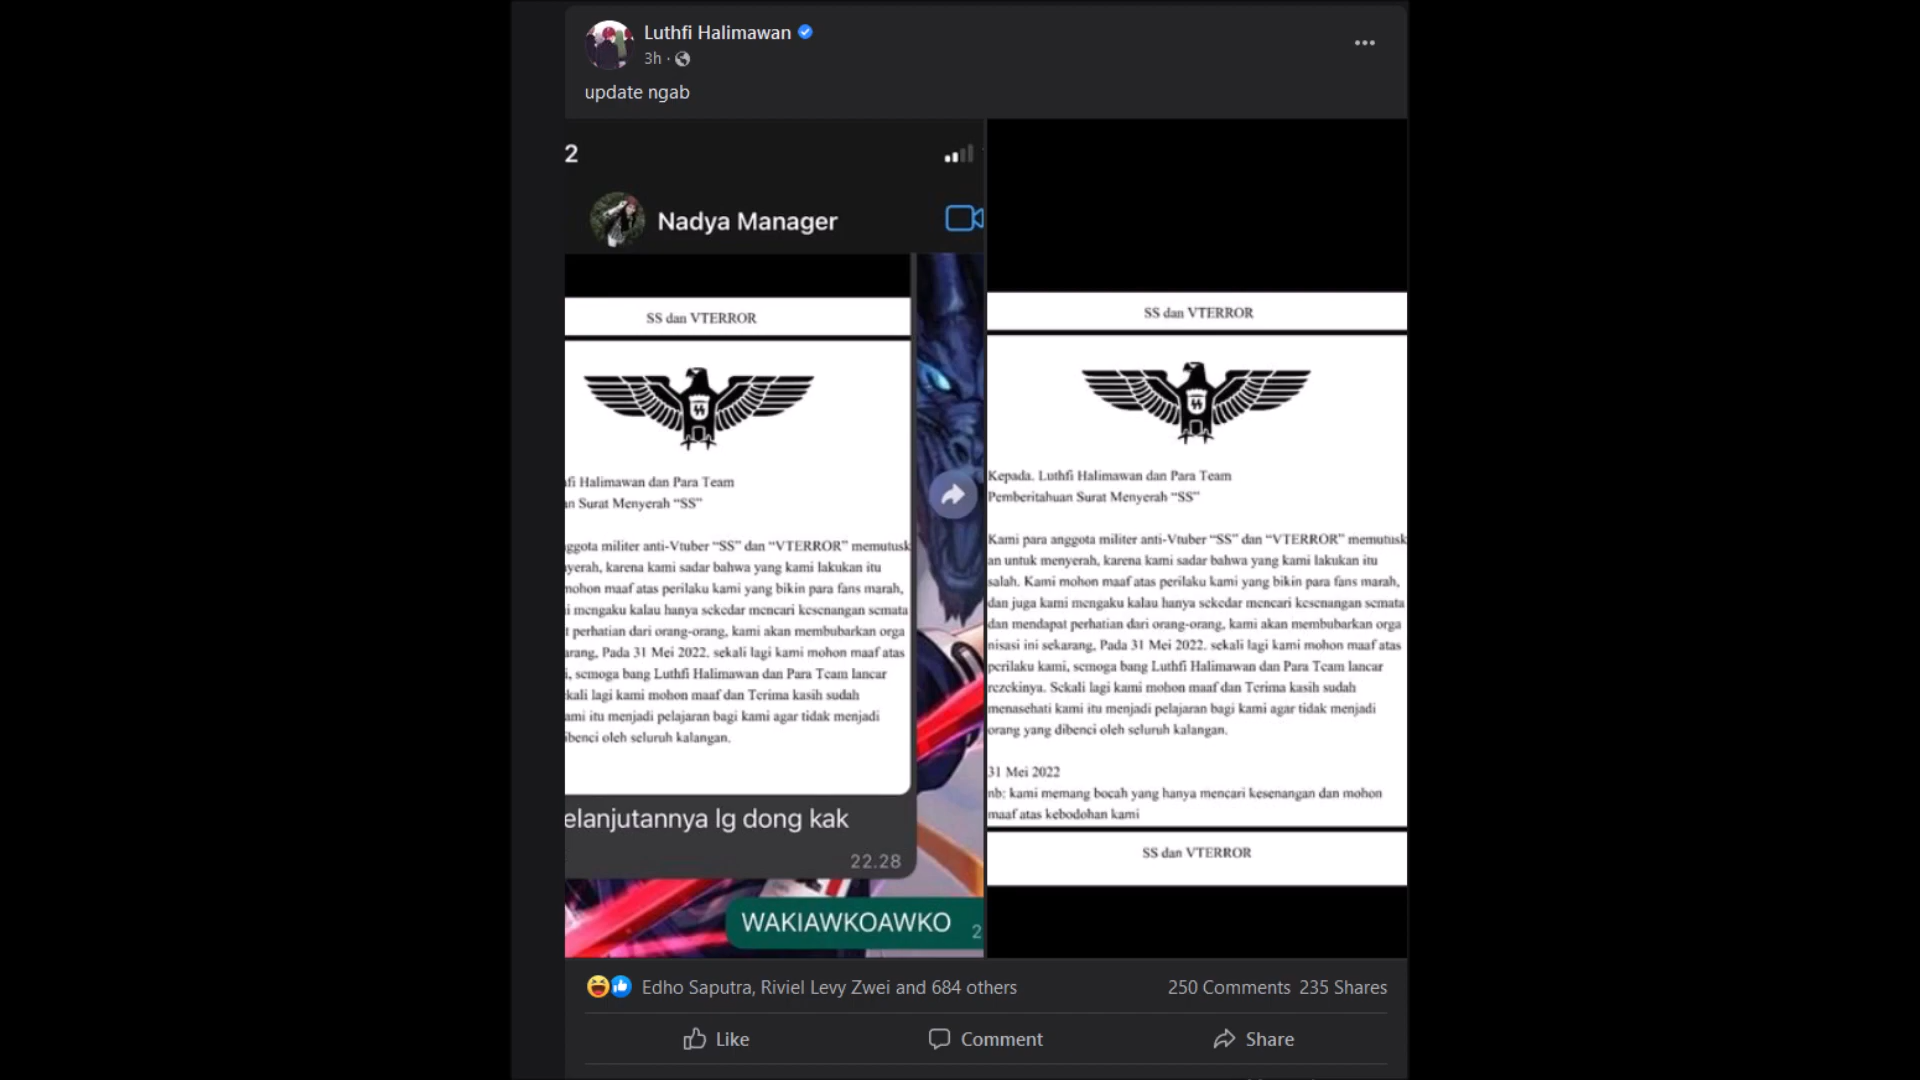 Luthfi Halimawan
3h ·
update ngab
2
Nadya Manager
SS dan VTERROR
fi Halimawan dan Para Team
n Surat Menyerah “SS”
ggota militer anti-Vtuber “SS” dan “VTERROR” memutusk
yerah, karena kami sadar bahwa yang kami lakukan itu
mohon maaf atas perilaku kami yang bikin para fans marah,
i mengaku kalau hanya sekedar mencari kesenangan semata
t perhatian dari orang-orang, kami akan membubarkan orga
arang, Pada 31 Mei 2022. sekali lagi kami mohon maaf atas
i, semoga bang Luthfi Halimawan dan Para Team lancar
kali lagi kami mohon maaf dan Terima kasih sudah
ami itu menjadi pelajaran bagi kami agar tidak menjadi
ibenci oleh seluruh kalangan.
elanjutannya lg dong kak
22.28
WAKIAWKOAWKO
2
SS dan VTERROR
Kepada. Luthfi Halimawan dan Para Team
Pemberitahuan Surat Menyerah “SS”
Kami para anggota militer anti-Vtuber “SS” dan “VTERROR” memutusk
an untuk menyerah, karena kami sadar bahwa yang kami lakukan itu
salah. Kami mohon maaf atas perilaku kami yang bikin para fans marah,
dan juga kami mengaku kalau hanya sekedar mencari kesenangan semata
dan mendapat perhatian dari orang-orang, kami akan membubarkan orga
nisasi ini sekarang, Pada 31 Mei 2022. sekali lagi kami mohon maaf atas
perilaku kami, semoga bang Luthfi Halimawan dan Para Team lancar
rezekinya. Sekali lagi kami mohon maaf dan Terima kasih sudah
menasehati kami itu menjadi pelajaran bagi kami agar tidak menjadi
orang yang dibenci oleh seluruh kalangan.
31 Mei 2022
nb: kami memang bocah yang hanya mencari kesenangan dan mohon
maaf atas kebodohan kami
SS dan VTERROR
Edho Saputra, Riviel Levy Zwei and 684 others
250 Comments 235 Shares
Like
Comment
Share